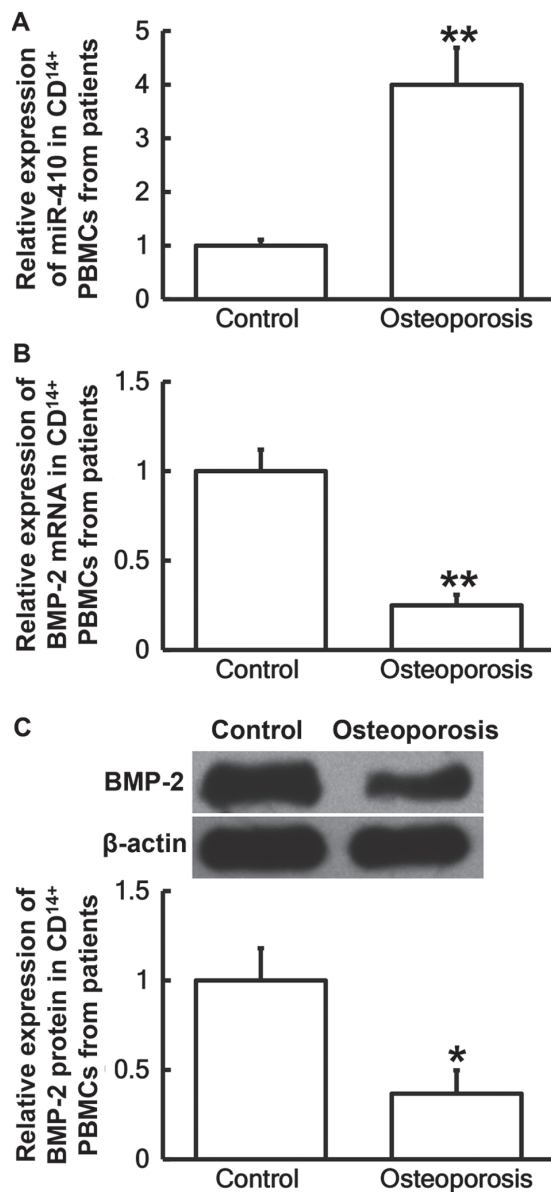 A
Relative expression
of miR-410 in CD14+
PBMCs from patients
5
4
3
2
1
0
**
Control
Osteoporosis
B
Relative expression of
BMP-2 mRNA in CD14+
PBMCs from patients
1.5
1
0.5
0
**
Control
Osteoporosis
C
Control
Osteoporosis
BMP-2
β-actin
Relative expression of
BMP-2 protein in CD14+
PBMCs from patients
1.5
1
0.5
0
*
Control
Osteoporosis